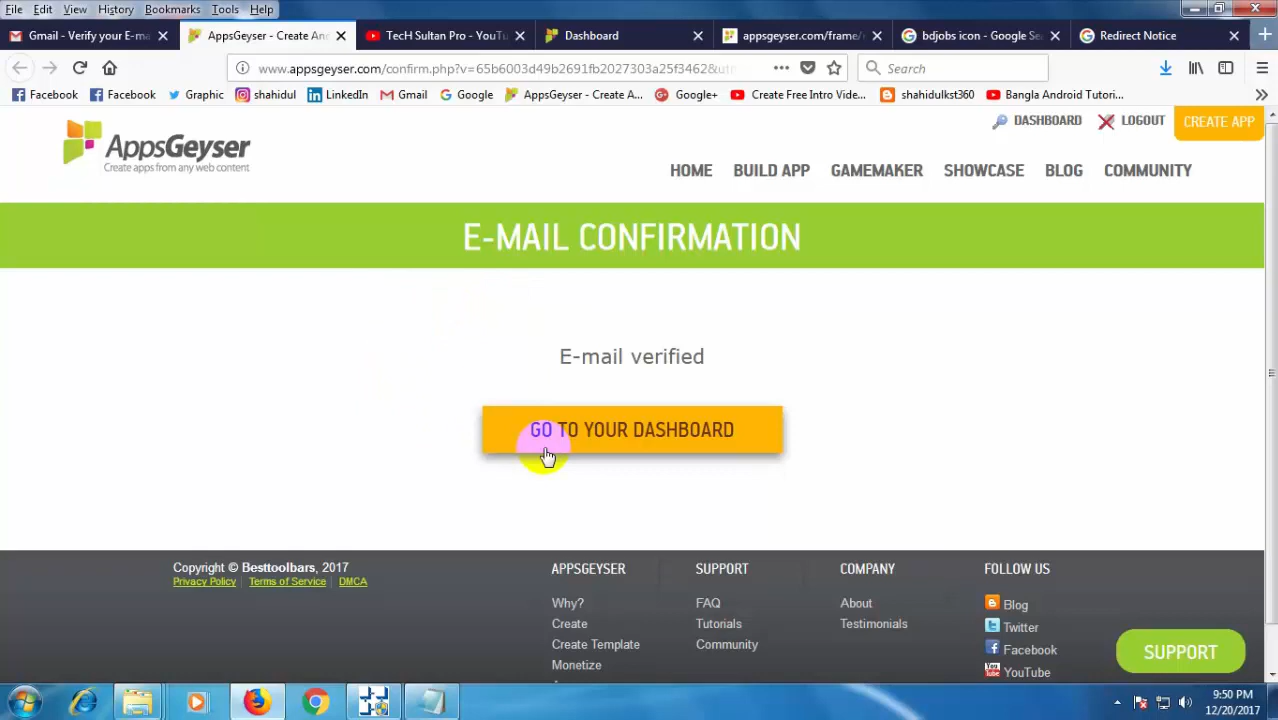 File Edit View History Bookmarks Tools Help
Gmail - Verify your E-ma
AppsGeyser - Create An
TecH Sultan Pro - YouTu
Dashboard
appsgeyser.com/frame/
bdjobs icon - Google Se
Redirect Notice
www.appsgeyser.com/confirm.php?v=65b6003d49b2691fb2027303a25f3462&utn
Search
Facebook
Facebook
Graphic
shahidul
LinkedIn
Gmail
Google
AppsGeyser - Create A...
Google+
Create Free Intro Vide...
shahidulkst360
Bangla Android Tutori...
AppsGeyser
Create apps from any web content
DASHBOARD
LOGOUT
CREATE APP
HOME BUILD APP GAMEMAKER SHOWCASE BLOG COMMUNITY
E-MAIL CONFIRMATION
E-mail verified
GO TO YOUR DASHBOARD
Copyright © Besttoolbars, 2017
Privacy Policy | Terms of Service | DMCA
APPSGEYSER
Why?
Create
Create Template
Monetize
SUPPORT
FAQ
Tutorials
Community
COMPANY
About
Testimonials
FOLLOW US
Blog
Twitter
Facebook
YouTube
SUPPORT
9:50 PM
12/20/2017